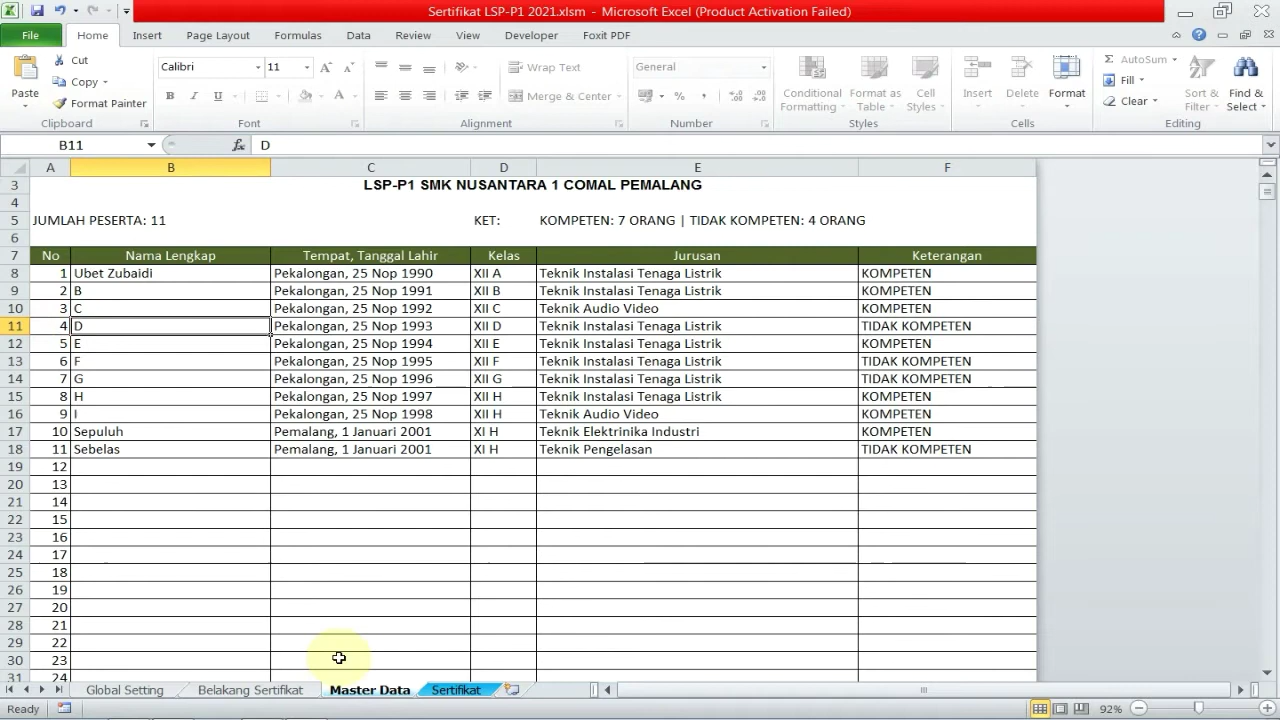 Sertifikat LSP-P1 2021.xlsm - Microsoft Excel (Product Activation Failed)
File Home Insert Page Layout Formulas Data Review View Developer Foxit PDF
Paste Cut Copy Format Painter Clipboard
Calibri 11 B I U A Font
Wrap Text Merge & Center Alignment
General % , Number
Conditional Formatting Format as Table Cell Styles Styles
Insert Delete Format Cells
AutoSum Fill Clear Sort & Filter Find & Select Editing
B11 fx D
A B C D E F
3 LSP-P1 SMK NUSANTARA 1 COMAL PEMALANG
4
5 JUMLAH PESERTA: 11 KET: KOMPETEN: 7 ORANG | TIDAK KOMPETEN: 4 ORANG
6
7 No Nama Lengkap Tempat, Tanggal Lahir Kelas Jurusan Keterangan
8 1 Ubet Zubaidi Pekalongan, 25 Nop 1990 XII A Teknik Instalasi Tenaga Listrik KOMPETEN
9 2 B Pekalongan, 25 Nop 1991 XII B Teknik Instalasi Tenaga Listrik KOMPETEN
10 3 C Pekalongan, 25 Nop 1992 XII C Teknik Audio Video KOMPETEN
11 4 D Pekalongan, 25 Nop 1993 XII D Teknik Instalasi Tenaga Listrik TIDAK KOMPETEN
12 5 E Pekalongan, 25 Nop 1994 XII E Teknik Instalasi Tenaga Listrik KOMPETEN
13 6 F Pekalongan, 25 Nop 1995 XII F Teknik Instalasi Tenaga Listrik TIDAK KOMPETEN
14 7 G Pekalongan, 25 Nop 1996 XII G Teknik Instalasi Tenaga Listrik TIDAK KOMPETEN
15 8 H Pekalongan, 25 Nop 1997 XII H Teknik Instalasi Tenaga Listrik KOMPETEN
16 9 I Pekalongan, 25 Nop 1998 XII H Teknik Audio Video KOMPETEN
17 10 Sepuluh Pemalang, 1 Januari 2001 XI H Teknik Elektrinika Industri KOMPETEN
18 11 Sebelas Pemalang, 1 Januari 2001 XI H Teknik Pengelasan TIDAK KOMPETEN
19 12
20 13
21 14
22 15
23 16
24 17
25 18
26 19
27 20
28 21
29 22
30 23
31 24
Global Setting Belakang Sertifikat Master Data Sertifikat
Ready 92%